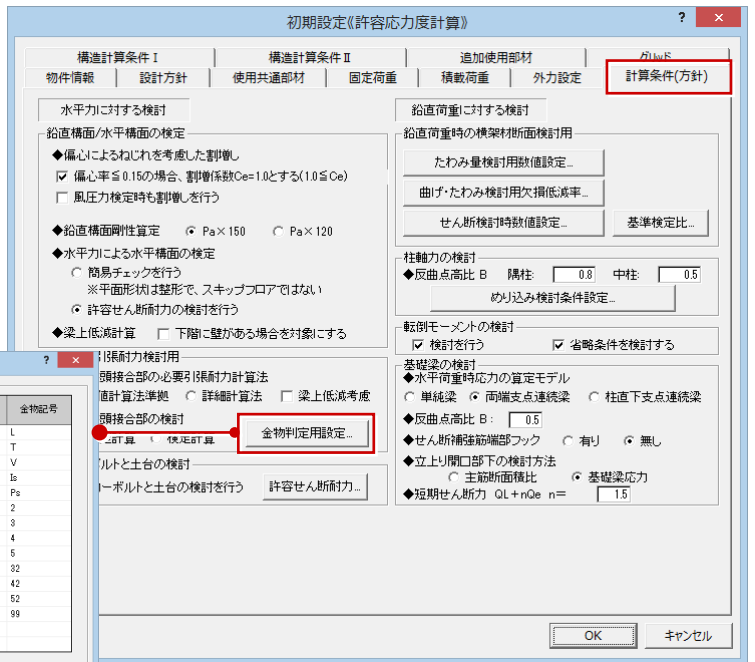 初期設定《許容応力度計算》
?
×
構造計算条件Ⅰ
構造計算条件Ⅱ
追加使用部材
グリッド
物件情報
設計方針
使用共通部材
固定荷重
積載荷重
外力設定
計算条件(方針)
水平力に対する検討
鉛直構面/水平構面の検定
◆偏心によるねじれを考慮した割増し
偏心率≦0.15の場合、割増係数Ce=1.0とする(1.0≦Ce)
風圧力検定時も割増しを行う
◆鉛直構面剛性算定 Pa×150 Pa×120
◆水平力による水平構面の検定
簡易チェックを行う
※平面形状は整形で、スキップフロアではない
許容せん断耐力の検討を行う
◆梁上低減計算 下階に壁がある場合を対象にする
引張耐力検討用
頭接合部の必要引張耐力計算法
算計算法準拠 詳細計算法 梁上低減考慮
頭接合部の検討
計算 検定計算 金物判定用設定...
ボルトと土台の検討
ーボルトと土台の検討を行う 許容せん断耐力...
鉛直荷重に対する検討
鉛直荷重時の横架材断面検討用
たわみ量検討用数値設定...
曲げ・たわみ検討用欠損低減率...
せん断検討時数値設定... 基準検定比...
柱軸力の検討
◆反曲点高比 B 隅柱: 0.8 中柱: 0.5
めり込み検討条件設定...
転倒モーメントの検討
検討を行う 省略条件を検討する
基礎梁の検討
◆水平荷重時応力の算定モデル
単純梁 両端支点連続梁 柱直下支点連続梁
◆反曲点高比 B: 0.5
◆せん断補強筋端部フック 有り 無し
◆立上り開口部下の検討方法
主筋断面積比 基礎梁応力
◆短期せん断力 QL+nQe n= 1.5
OK
キャンセル
?
×
金物記号
L
T
V
Is
Ps
2
3
4
5
32
42
52
99